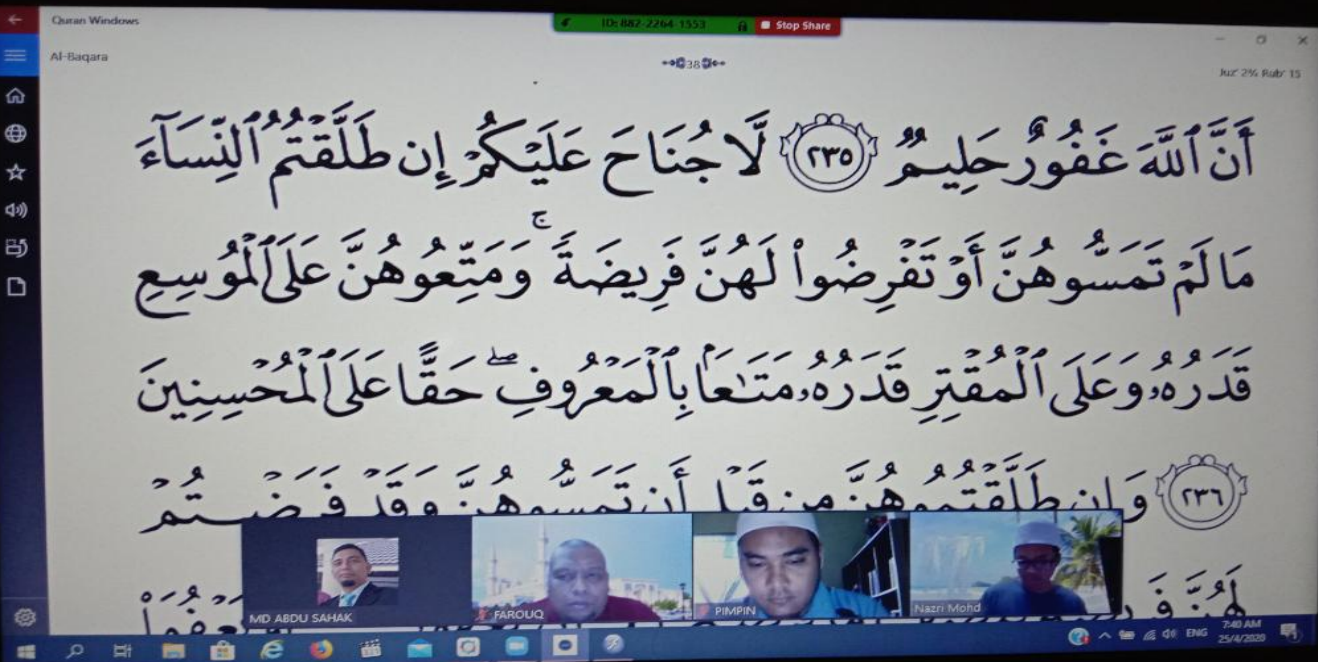 Quran Windows
ID: 882-2264-1553
Stop Share
Al-Baqara
38
Juz' 2% Rub' 15
أَنَّ ٱللَّهَ غَفُورٌ حَلِيمٌ ٢٣٥ لَّا جُنَاحَ عَلَيْكُمْ إِن طَلَّقْتُمُ ٱلنِّسَآءَ
مَا لَمْ تَمَسُّوهُنَّ أَوْ تَفْرِضُوا۟ لَهُنَّ فَرِيضَةً ۚ وَمَتِّعُوهُنَّ عَلَى ٱلْمُوسِعِ
قَدَرُهُۥ وَعَلَى ٱلْمُقْتِرِ قَدَرُهُۥ مَتَـٰعًۢا بِٱلْمَعْرُوفِ ۖ حَقًّا عَلَى ٱلْمُحْسِنِينَ
٢٣٦ وَإِن طَلَّقْتُمُوهُنَّ مِن قَبْلِ أَن تَمَسُّوهُنَّ وَقَدْ فَرَضْتُمْ
لَهُنَّ
MD ABDU SAHAK
FAROUQ
PIMPIN
Nazri Mohd
ENG
7:40 AM
25/4/2020